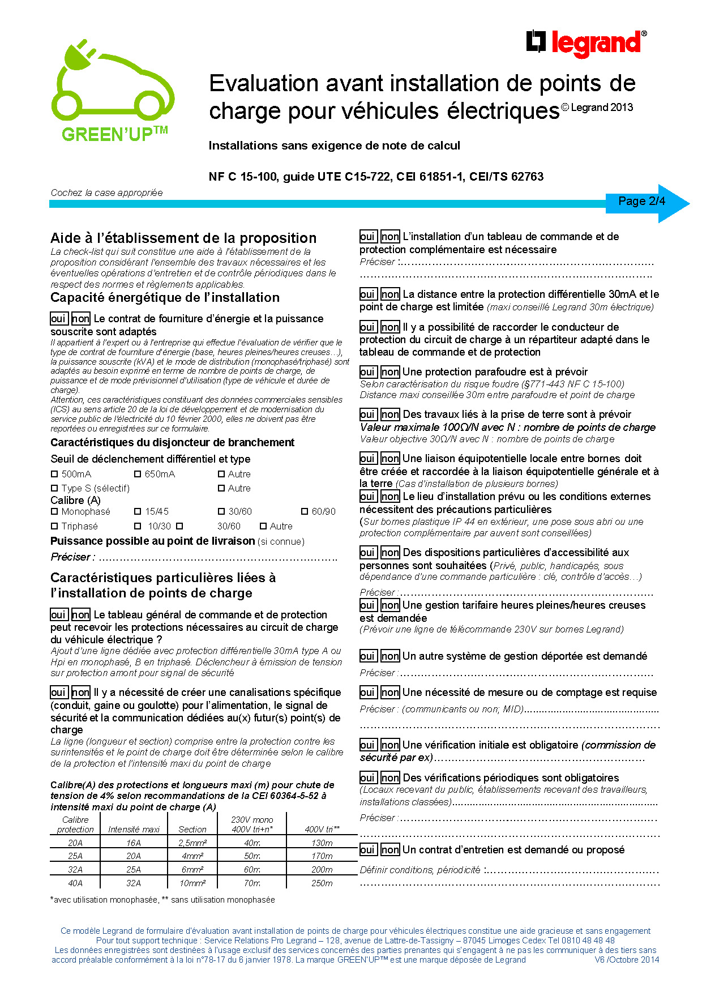 legrand®
GREEN’UP™
Evaluation avant installation de points de
charge pour véhicules électriques© Legrand 2013
Installations sans exigence de note de calcul
NF C 15-100, guide UTE C15-722, CEI 61851-1, CEI/TS 62763
Cochez la case appropriée
Page 2/4
Aide à l’établissement de la proposition
La check-list qui suit constitue une aide à l’établissement de la
proposition considérant l’ensemble des travaux nécessaires et les
éventuelles opérations d’entretien et de contrôle périodiques dans le
respect des normes et règlements applicables.
Capacité énergétique de l’installation
oui non Le contrat de fourniture d’énergie et la puissance
souscrite sont adaptés
Il appartient à l’expert ou à l’entreprise qui effectue l’évaluation de vérifier que le
type de contrat de fourniture d’énergie (base, heures pleines/heures creuses…),
la puissance souscrite (kVA) et le mode de distribution (monophasé/triphasé) sont
adaptés au besoin exprimé en terme de nombre de points de charge, de
puissance et de mode prévisionnel d’utilisation (type de véhicule et durée de
charge).
Attention, ces caractéristiques constituant des données commerciales sensibles
(ICS) au sens article 20 de la loi de développement et de modernisation du
service public de l’électricité du 10 février 2000, elles ne doivent pas être
reportées ou enregistrées sur ce formulaire.
Caractéristiques du disjoncteur de branchement
Seuil de déclenchement différentiel et type
☐ 500mA ☐ 650mA ☐ Autre
☐ Type S (sélectif) ☐ Autre
Calibre (A)
☐ Monophasé ☐ 15/45 ☐ 30/60 ☐ 60/90
☐ Triphasé ☐ 10/30 ☐ 30/60 ☐ Autre
Puissance possible au point de livraison (si connue)
Préciser : …………………………………………………………..
Caractéristiques particulières liées à
l’installation de points de charge
oui non Le tableau général de commande et de protection
peut recevoir les protections nécessaires au circuit de charge
du véhicule électrique ?
Ajout d’une ligne dédiée avec protection différentielle 30mA type A ou
Hpi en monophasé, B en triphasé. Déclencheur à émission de tension
sur protection amont pour signal de sécurité
oui non Il y a nécessité de créer une canalisations spécifique
(conduit, gaine ou goulotte) pour l’alimentation, le signal de
sécurité et la communication dédiées au(x) futur(s) point(s) de
charge
La ligne (longueur et section) comprise entre la protection contre les
surintensités et le point de charge doit être déterminée selon le calibre
de la protection et l’intensité maxi du point de charge
Calibre(A) des protections et longueurs maxi (m) pour chute de
tension de 4% selon recommandations de la CEI 60364-5-52 à
intensité maxi du point de charge (A)
Calibre protection Intensité maxi Section 230V mono 400V tri+n* 400V tri**
20A 16A 2,5mm² 40m 130m
25A 20A 4mm² 50m 170m
32A 25A 6mm² 60m 200m
40A 32A 10mm² 70m 250m
*avec utilisation monophasée, ** sans utilisation monophasée
oui non L’installation d’un tableau de commande et de
protection complémentaire est nécessaire
Préciser :………………………………………………………………
………………………………………………………………………..
oui non La distance entre la protection différentielle 30mA et le
point de charge est limitée (maxi conseillé Legrand 30m électrique)
oui non Il y a possibilité de raccorder le conducteur de
protection du circuit de charge à un répartiteur adapté dans le
tableau de commande et de protection
oui non Une protection parafoudre est à prévoir
Selon caractérisation du risque foudre (§771-443 NF C 15-100)
Distance maxi conseillée 30m entre parafoudre et point de charge
oui non Des travaux liés à la prise de terre sont à prévoir
Valeur maximale 100Ω/N avec N : nombre de points de charge
Valeur objective 30Ω/N avec N : nombre de points de charge
oui non Une liaison équipotentielle locale entre bornes doit
être créée et raccordée à la liaison équipotentielle générale et à
la terre (Cas d’installation de plusieurs bornes)
oui non Le lieu d’installation prévu ou les conditions externes
nécessitent des précautions particulières
(Sur bornes plastique IP 44 en extérieur, une pose sous abri ou une
protection complémentaire par auvent sont conseillées)
oui non Des dispositions particulières d’accessibilité aux
personnes sont souhaitées (Privé, public, handicapés, sous
dépendance d’une commande particulière : clé, contrôle d’accès…)
Préciser :………………………………………………………………
oui non Une gestion tarifaire heures pleines/heures creuses
est demandée
(Prévoir une ligne de télécommande 230V sur bornes Legrand)
oui non Un autre système de gestion déportée est demandé
Préciser :………………………………………………………………
oui non Une nécessité de mesure ou de comptage est requise
Préciser : (communicants ou non, MID)..............................................
………………………………………………………………………….
oui non Une vérification initiale est obligatoire (commission de
sécurité par ex)……………………………………………………
oui non Des vérifications périodiques sont obligatoires
(Locaux recevant du public, établissements recevant des travailleurs,
installations classées)......................................................................
Préciser :……………………………………………………………….
………………………………………………………………………….
oui non Un contrat d’entretien est demandé ou proposé
Définir conditions, périodicité :………………………………………….
………………………………………………………………………….
Ce modèle Legrand de formulaire d’évaluation avant installation de points de charge pour véhicules électriques constitue une aide gracieuse et sans engagement
Pour tout support technique : Service Relations Pro Legrand – 128, avenue de Lattre-de-Tassigny – 87045 Limoges Cedex Tel 0810 48 48 48
Les données enregistrées sont destinées à l’usage exclusif des services concernés des parties prenantes qui s’engagent à ne pas les communiquer à des tiers sans
accord préalable conformément à la loi n°78-17 du 6 janvier 1978. La marque GREEN’UP™ est une marque déposée de Legrand V6 /Octobre 2014